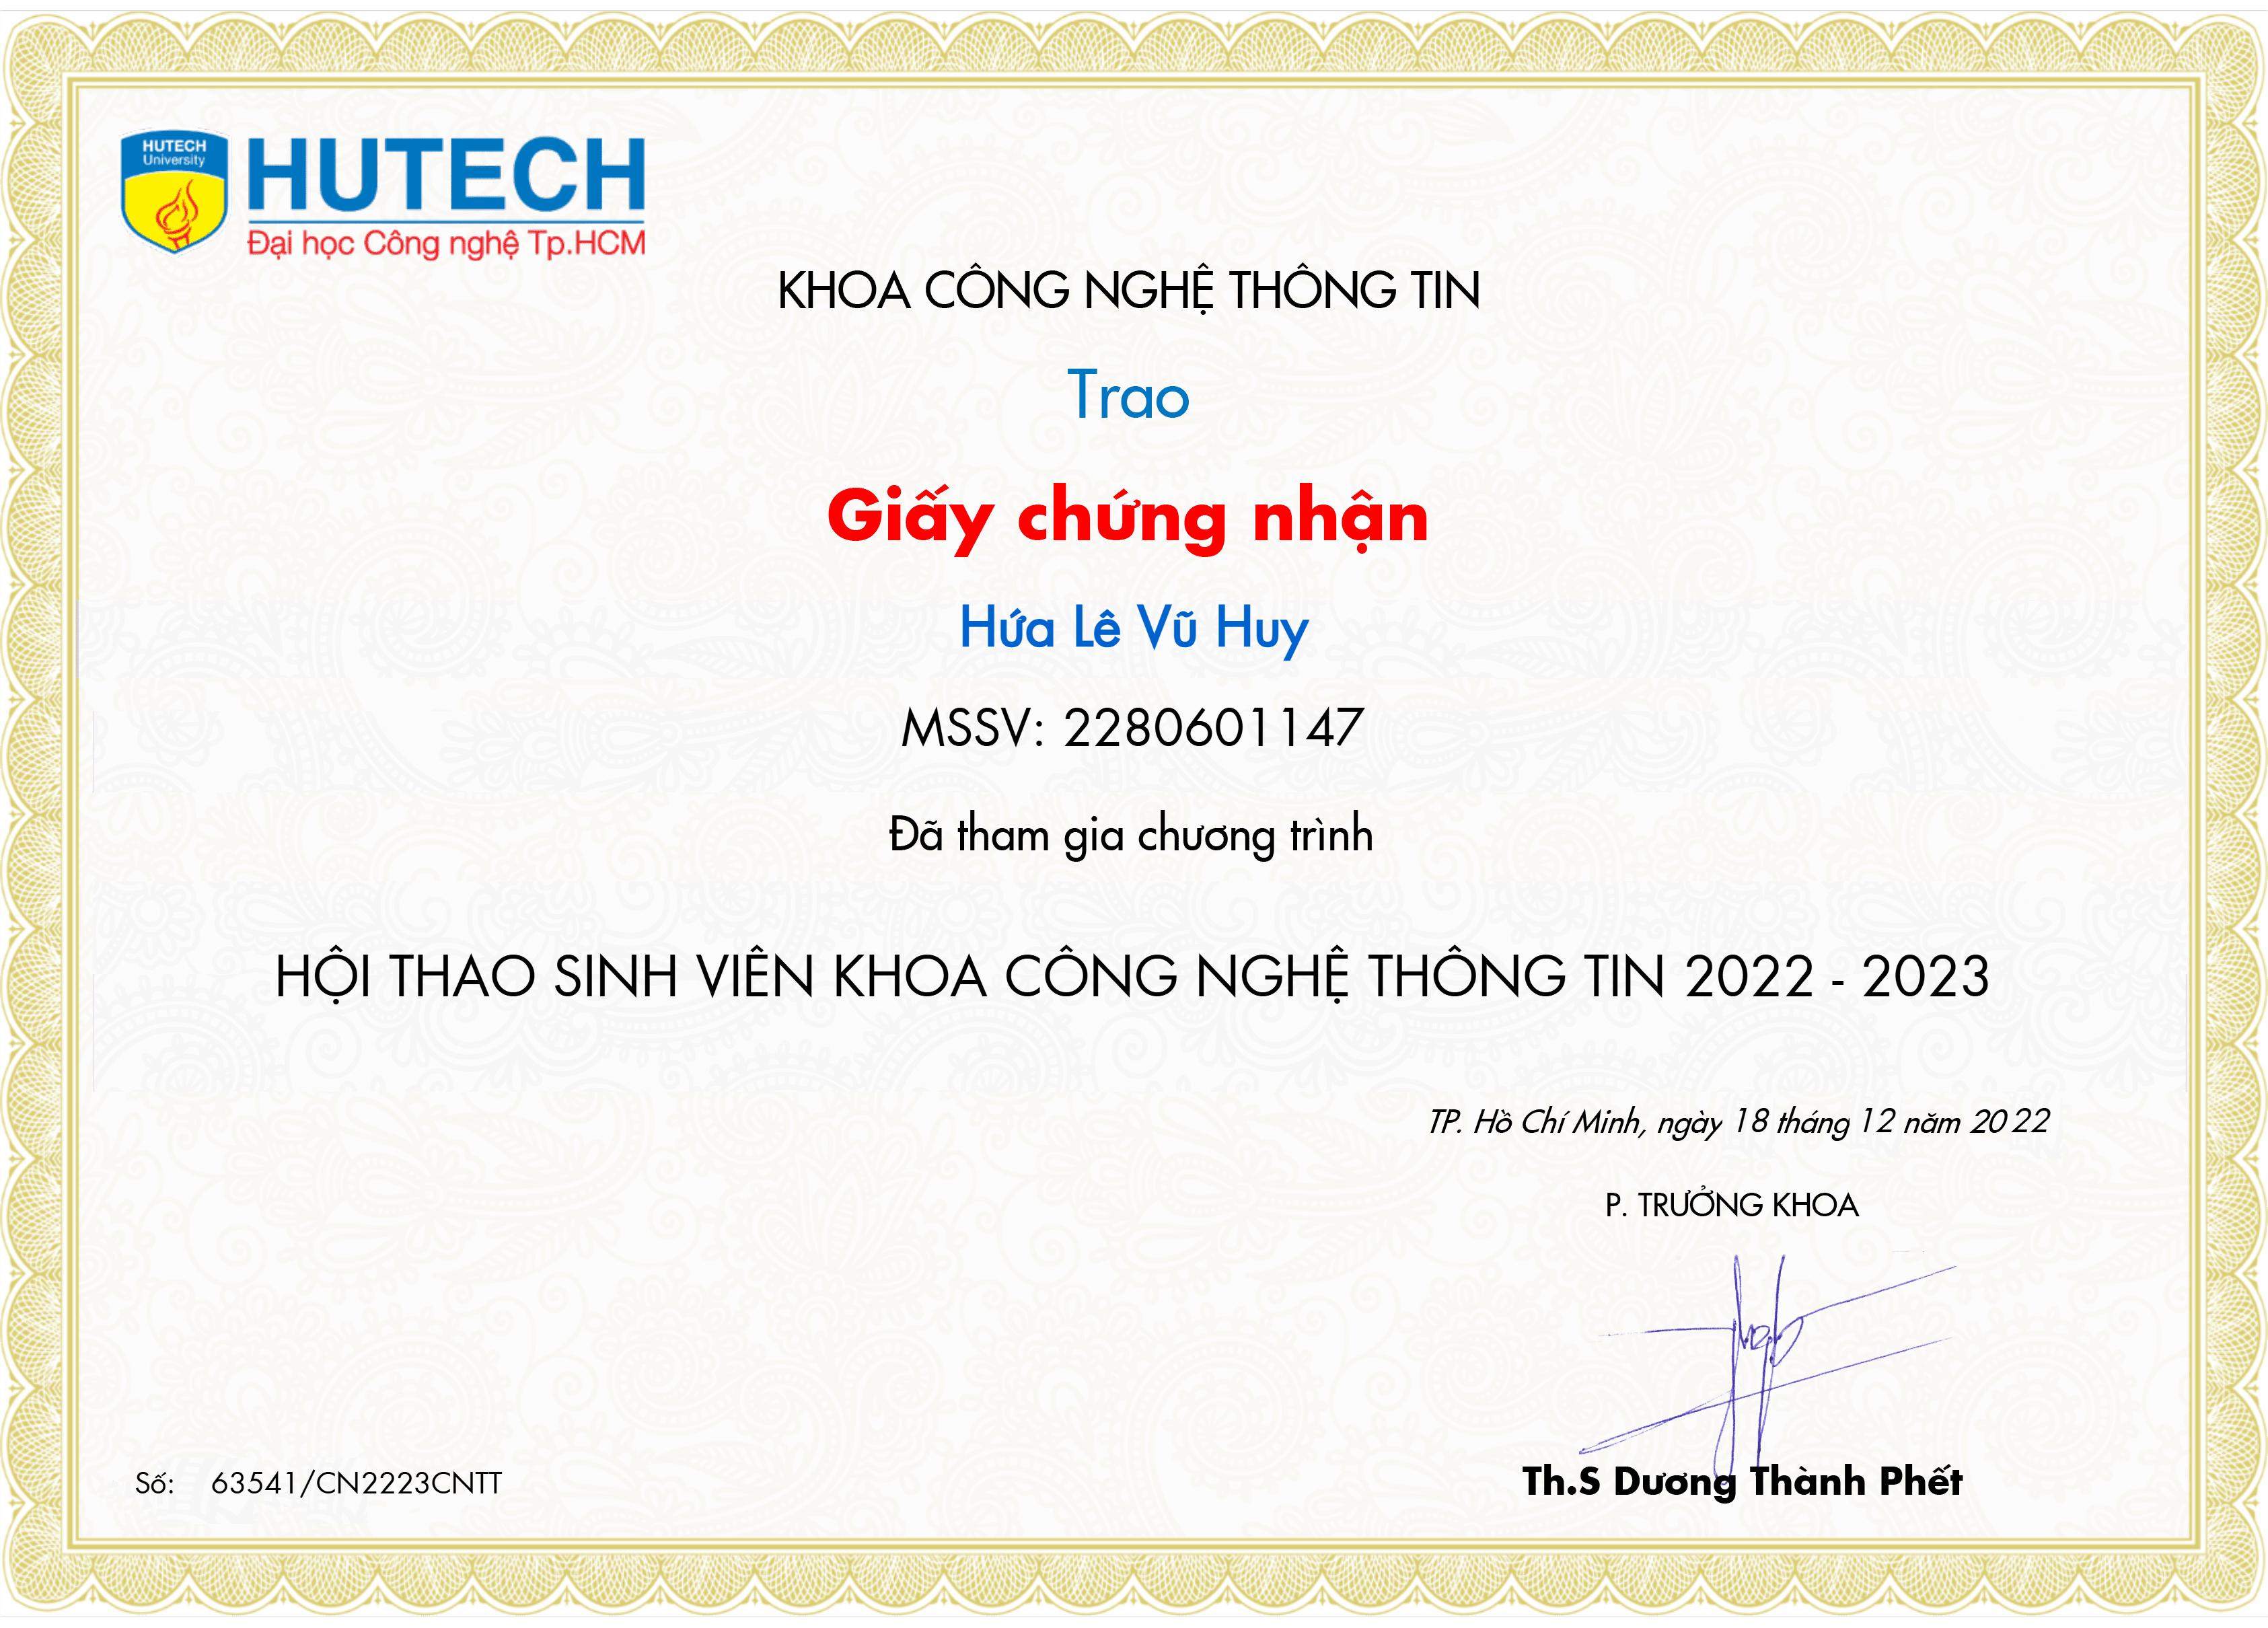 HUTECH
University
HUTECH
Đại học Công nghệ Tp.HCM
KHOA CÔNG NGHỆ THÔNG TIN
Trao
Giấy chứng nhận
Hứa Lê Vũ Huy
MSSV: 2280601147
Đã tham gia chương trình
HỘI THAO SINH VIÊN KHOA CÔNG NGHỆ THÔNG TIN 2022 - 2023
TP. Hồ Chí Minh, ngày 18 tháng 12 năm 2022
P. TRƯỞNG KHOA
Th.S Dương Thành Phết
Số: 63541/CN2223CNTT